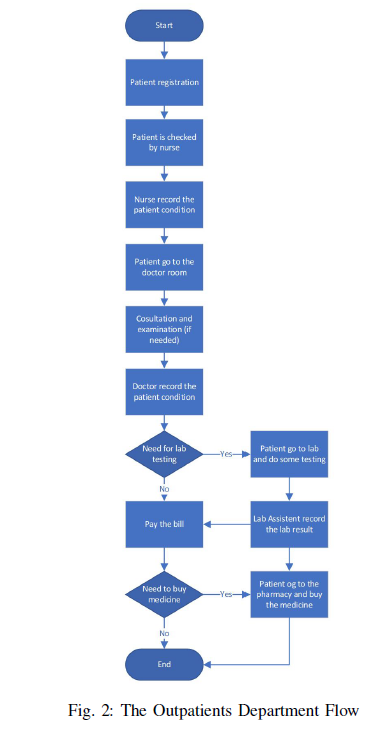 Start
Patient registration
Patient is checked
by nurse
Nurse record the
patient condition
Patient go to the
doctor room
Cosultation and
examination (if
needed)
Doctor record the
patient condition
Need for lab
testing
Yes
Patient go to lab
and do some testing
No
Pay the bill
Lab Assistent record
the lab result
Need to buy
medicine
Yes
Patient og to the
pharmacy and buy
the medicine
No
End
Fig. 2: The Outpatients Department Flow